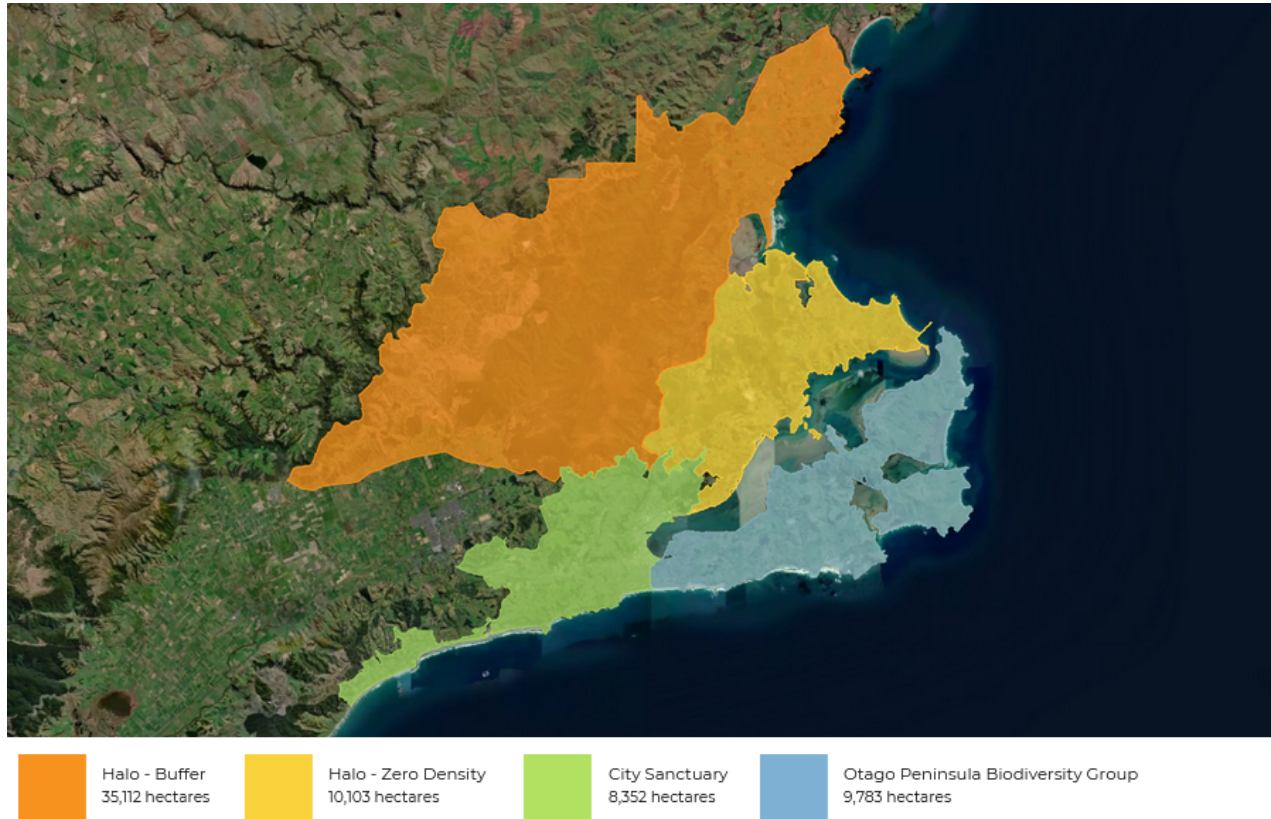 Halo - Buffer
35,112 hectares
Halo - Zero Density
10,103 hectares
City Sanctuary
8,352 hectares
Otago Peninsula Biodiversity Group
9,783 hectares